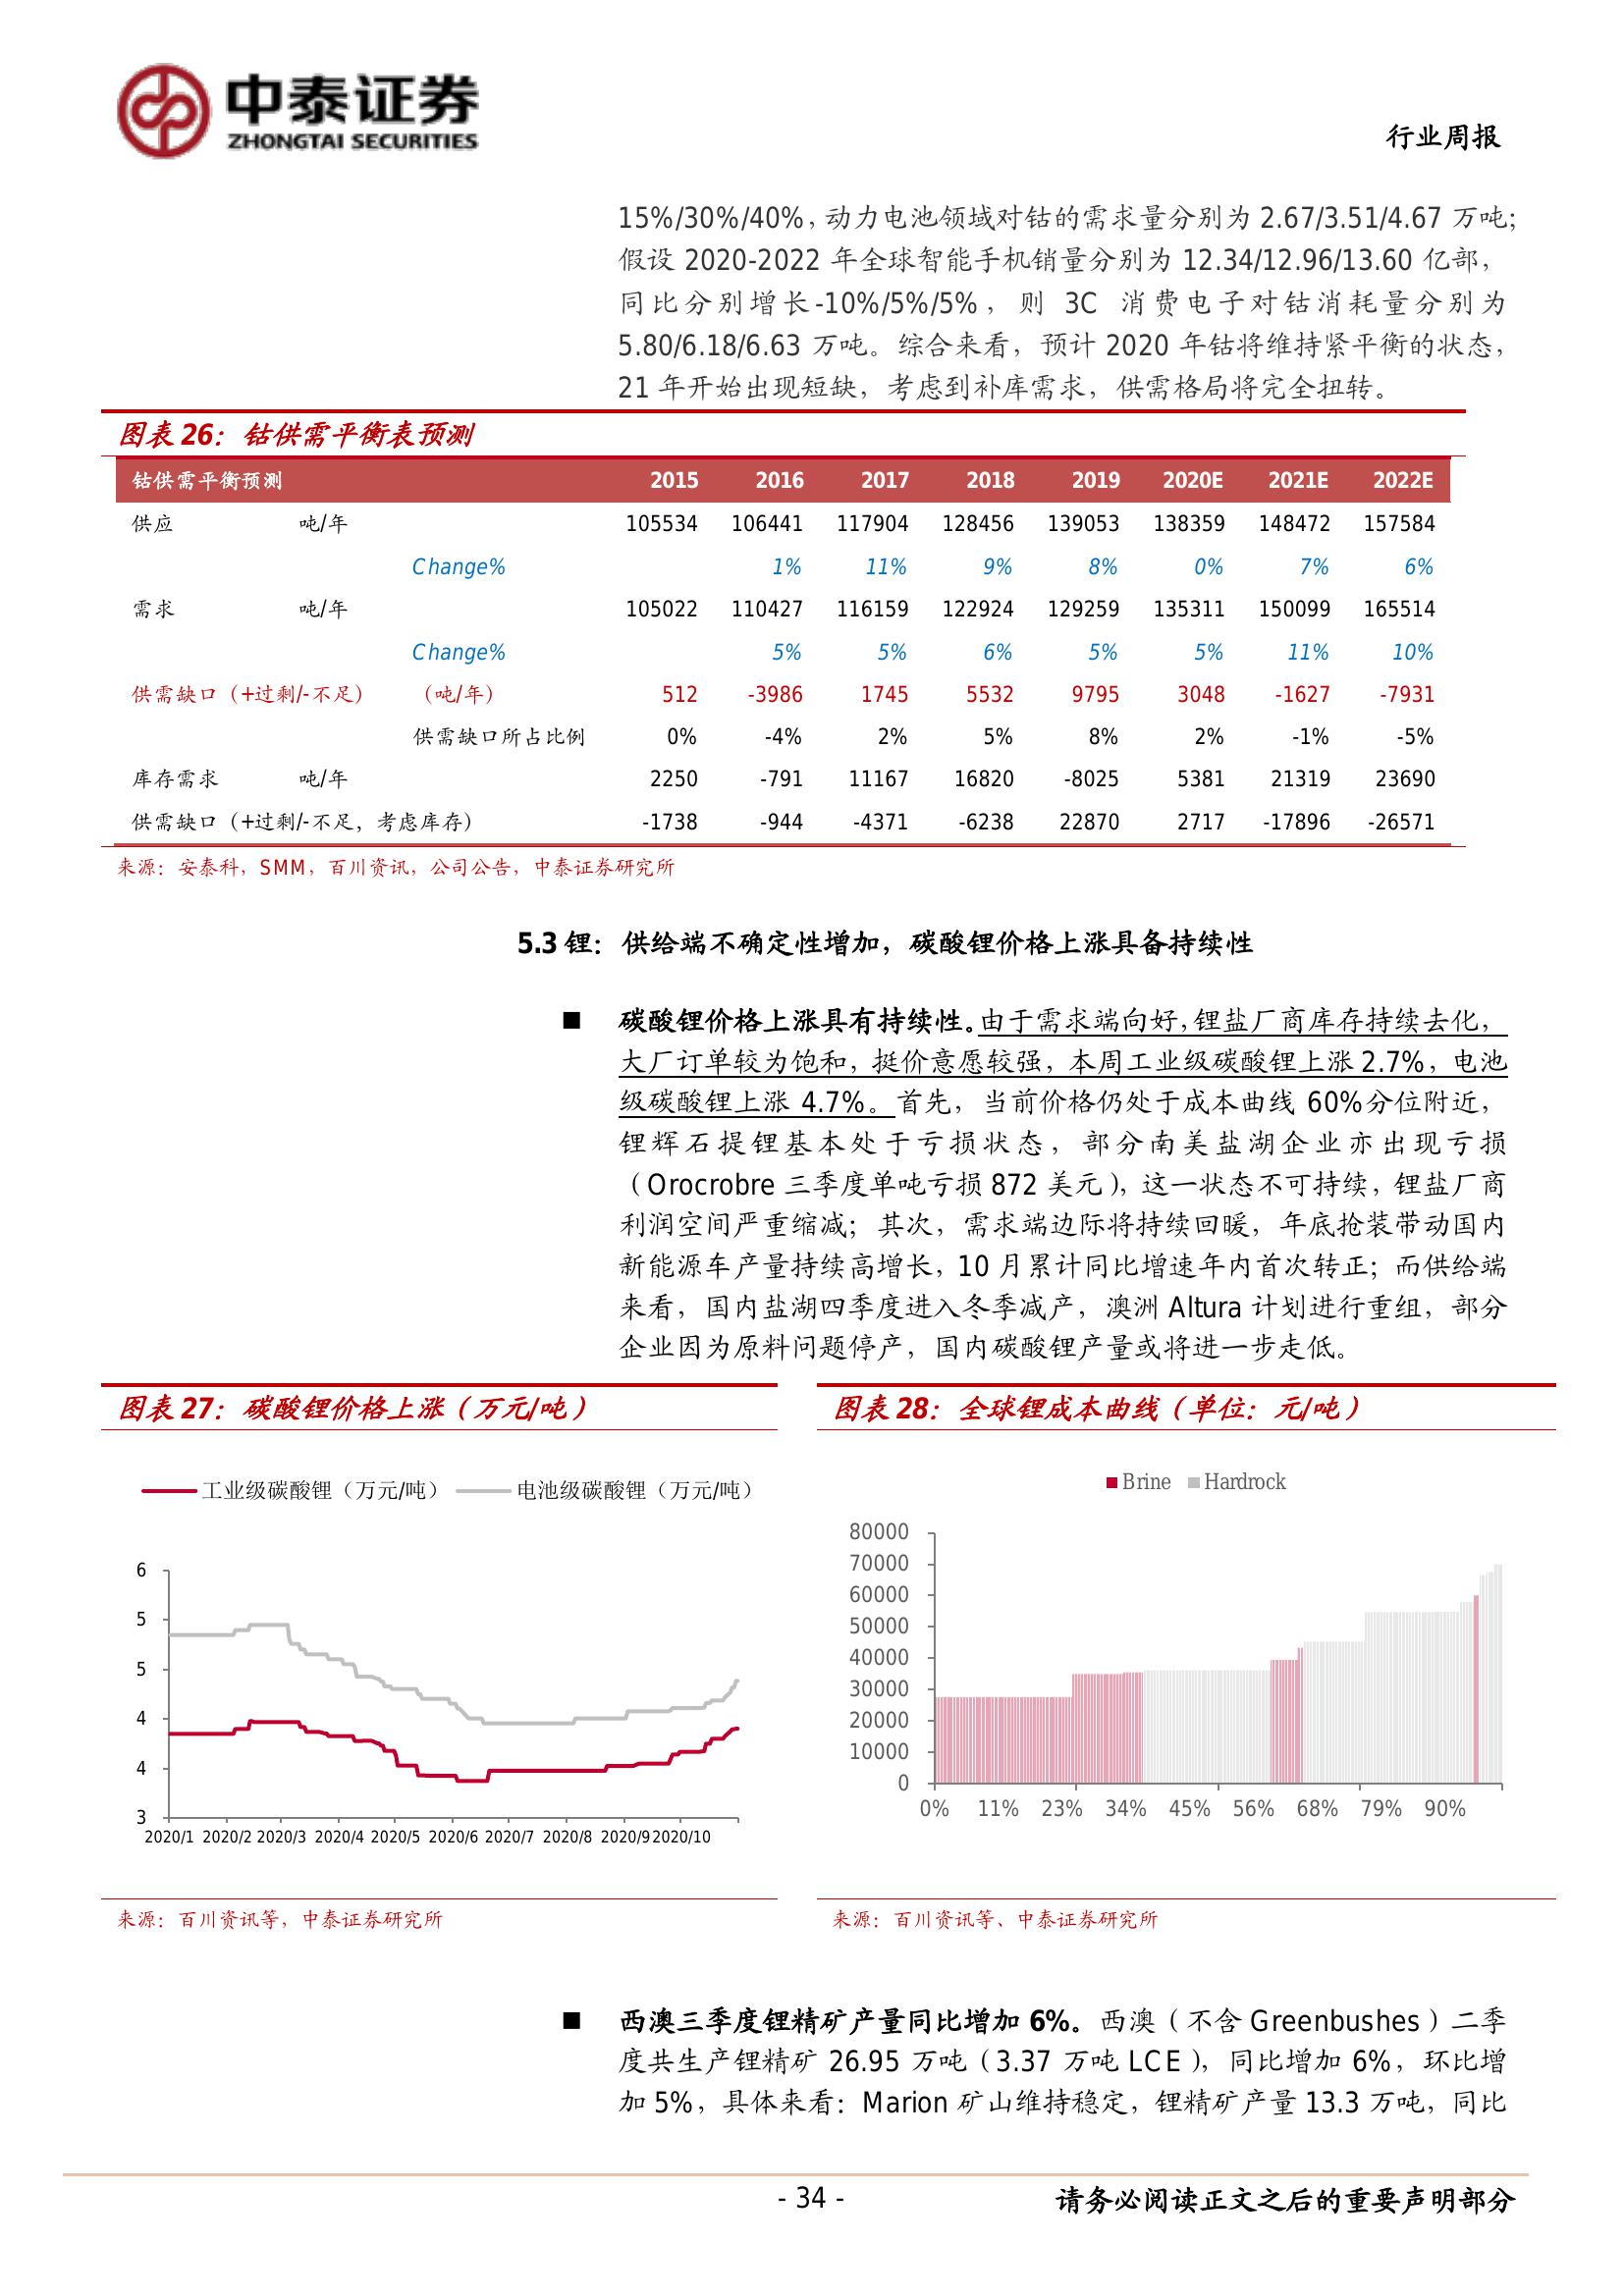 中泰证券
ZHONGTAI SECURITIES
行业周报
15%/30%/40%，动力电池领域对钴的需求量分别为 2.67/3.51/4.67 万吨；
假设 2020-2022 年全球智能手机销量分别为 12.34/12.96/13.60 亿部，
同比分别增长-10%/5%/5%，则 3C 消费电子对钴消耗量分别为
5.80/6.18/6.63 万吨。综合来看，预计 2020 年钴将维持紧平衡的状态，
21 年开始出现短缺，考虑到补库需求，供需格局将完全扭转。
图表 26：钴供需平衡表预测
钴供需平衡预测 2015 2016 2017 2018 2019 2020E 2021E 2022E
供应 吨/年 105534 106441 117904 128456 139053 138359 148472 157584
Change% 1% 11% 9% 8% 0% 7% 6%
需求 吨/年 105022 110427 116159 122924 129259 135311 150099 165514
Change% 5% 5% 6% 5% 5% 11% 10%
供需缺口（+过剩/-不足） （吨/年） 512 -3986 1745 5532 9795 3048 -1627 -7931
供需缺口所占比例 0% -4% 2% 5% 8% 2% -1% -5%
库存需求 吨/年 2250 -791 11167 16820 -8025 5381 21319 23690
供需缺口（+过剩/-不足，考虑库存） -1738 -944 -4371 -6238 22870 2717 -17896 -26571
来源：安泰科，SMM，百川资讯，公司公告，中泰证券研究所
5.3 锂：供给端不确定性增加，碳酸锂价格上涨具备持续性
■ 碳酸锂价格上涨具有持续性。由于需求端向好，锂盐厂商库存持续去化，
大厂订单较为饱和，挺价意愿较强，本周工业级碳酸锂上涨 2.7%，电池
级碳酸锂上涨 4.7%。首先，当前价格仍处于成本曲线 60%分位附近，
锂辉石提锂基本处于亏损状态，部分南美盐湖企业亦出现亏损
（Orocrobre 三季度单吨亏损 872 美元），这一状态不可持续，锂盐厂商
利润空间严重缩减；其次，需求端边际将持续回暖，年底抢装带动国内
新能源车产量持续高增长，10 月累计同比增速年内首次转正；而供给端
来看，国内盐湖四季度进入冬季减产，澳洲 Altura 计划进行重组，部分
企业因为原料问题停产，国内碳酸锂产量或将进一步走低。
图表 27：碳酸锂价格上涨（万元/吨）
工业级碳酸锂（万元/吨） 电池级碳酸锂（万元/吨）
6
5
5
4
4
3
2020/1 2020/2 2020/3 2020/4 2020/5 2020/6 2020/7 2020/8 2020/9 2020/10
来源：百川资讯等，中泰证券研究所
图表 28：全球锂成本曲线（单位：元/吨）
Brine Hardrock
80000
70000
60000
50000
40000
30000
20000
10000
0
0% 11% 23% 34% 45% 56% 68% 79% 90%
来源：百川资讯等、中泰证券研究所
■ 西澳三季度锂精矿产量同比增加 6%。西澳（不含 Greenbushes）二季
度共生产锂精矿 26.95 万吨（3.37 万吨 LCE），同比增加 6%，环比增
加 5%，具体来看：Marion 矿山维持稳定，锂精矿产量 13.3 万吨，同比
- 34 -
请务必阅读正文之后的重要声明部分